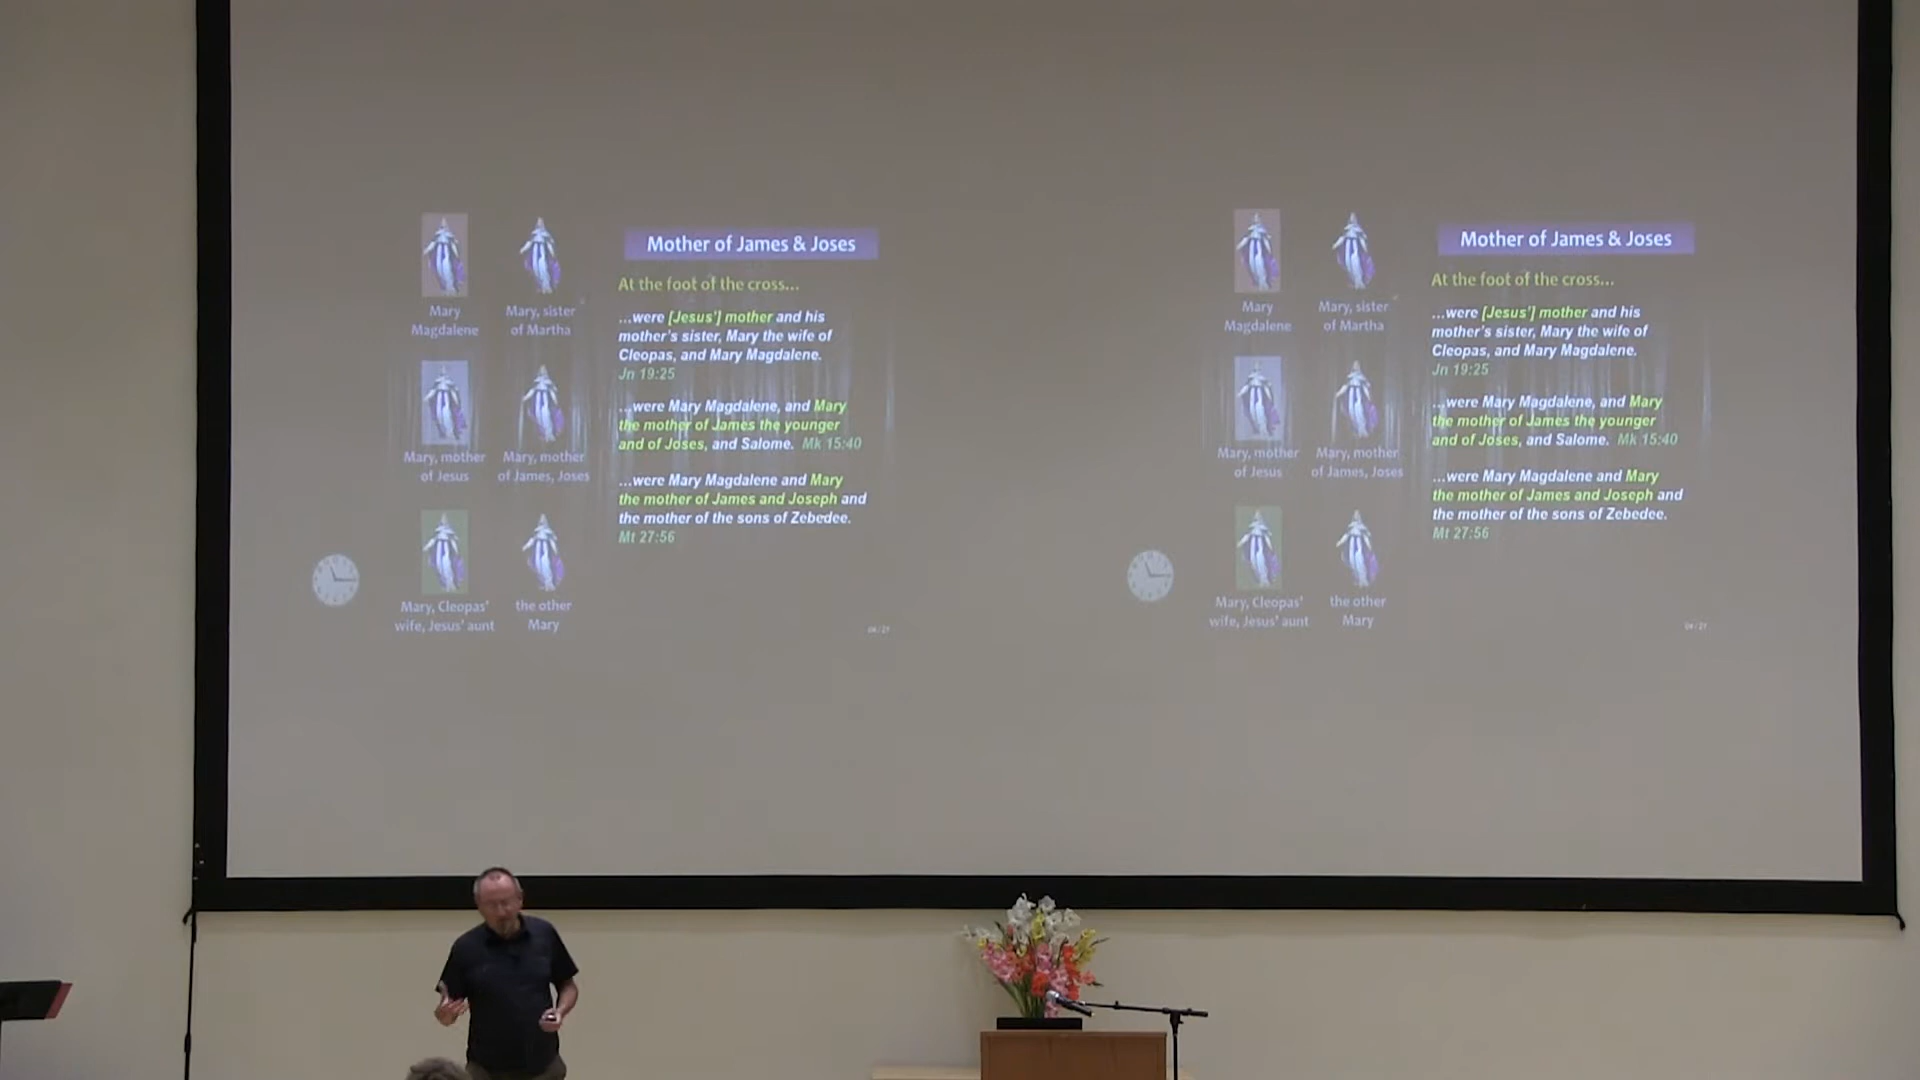 Mary
Magdalene
Mary, sister
of Martha
Mary, mother
of Jesus
Mary, mother
of James, Joses
Mary, Cleopas'
wife, Jesus' aunt
the other
Mary
Mother of James & Joses
At the foot of the cross...
...were [Jesus'] mother and his
mother's sister, Mary the wife of
Cleopas, and Mary Magdalene.
Jn 19:25
...were Mary Magdalene, and Mary
the mother of James the younger
and of Joses, and Salome. Mk 15:40
...were Mary Magdalene and Mary
the mother of James and Joseph and
the mother of the sons of Zebedee.
Mt 27:56
Mary
Magdalene
Mary, sister
of Martha
Mary, mother
of Jesus
Mary, mother
of James, Joses
Mary, Cleopas'
wife, Jesus' aunt
the other
Mary
Mother of James & Joses
At the foot of the cross...
...were [Jesus'] mother and his
mother's sister, Mary the wife of
Cleopas, and Mary Magdalene.
Jn 19:25
...were Mary Magdalene, and Mary
the mother of James the younger
and of Joses, and Salome. Mk 15:40
...were Mary Magdalene and Mary
the mother of James and Joseph and
the mother of the sons of Zebedee.
Mt 27:56